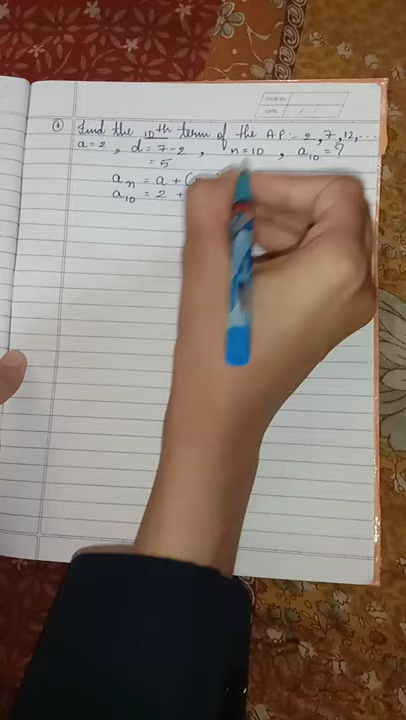 PAGE NO.
DATE / /
① Find the 10th term of the AP :- 2, 7, 12, ...
a = 2 , d = 7-2 , n = 10 , a₁₀ = ?
= 5
aₙ = a + (
a₁₀ = 2 +